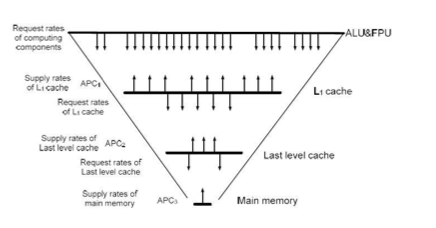 Request rates
of computing
components
ALU&FPU
Supply rates
of L1 cache
APC1
Request rates
of L1 cache
L1 cache
Supply rates of
Last level cache
APC2
Request rates of
Last level cache
Last level cache
Supply rates of
main memory
APC3
Main memory